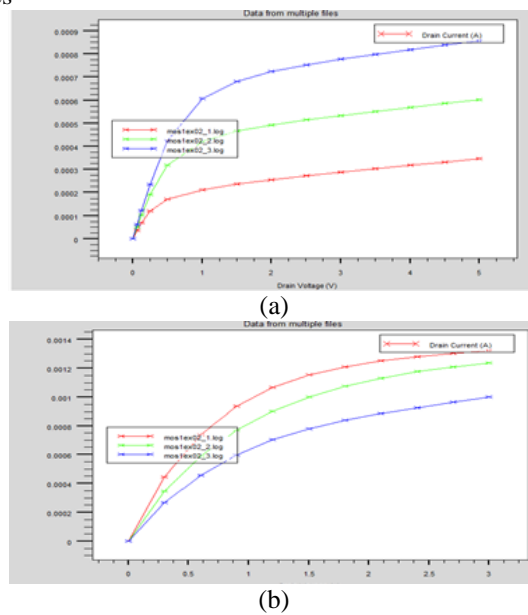 Data from multiple files
Drain Current (A)
0.0009
0.0008
0.0007
0.0006
0.0005
0.0004
0.0003
0.0002
0.0001
0
mos1ex02_1.log
mos1ex02_2.log
mos1ex02_3.log
0 1 2 3 4 5
Drain Voltage (V)
(a)
Data from multiple files
Drain Current (A)
0.0014
0.0012
0.001
0.0008
0.0006
0.0004
0.0002
0
mos1ex02_1.log
mos1ex02_2.log
mos1ex02_3.log
0 0.5 1 1.5 2 2.5 3
(b)